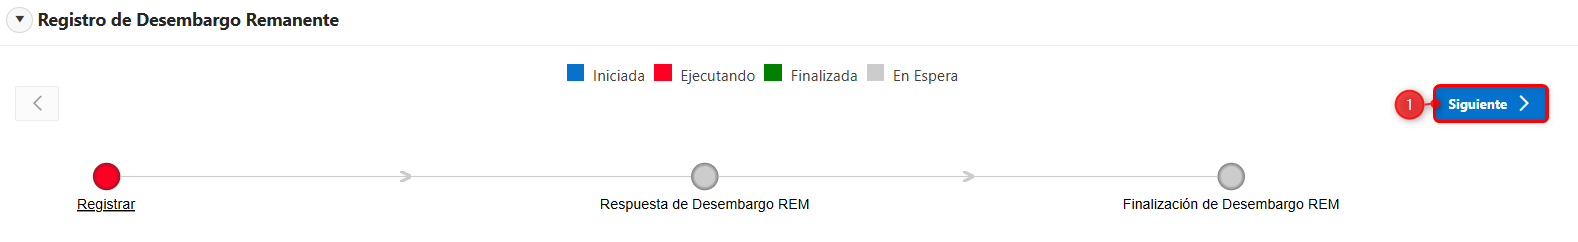 Registro de Desembargo Remanente
Iniciada Ejecutando Finalizada En Espera
1 Siguiente
Registrar Respuesta de Desembargo REM Finalización de Desembargo REM